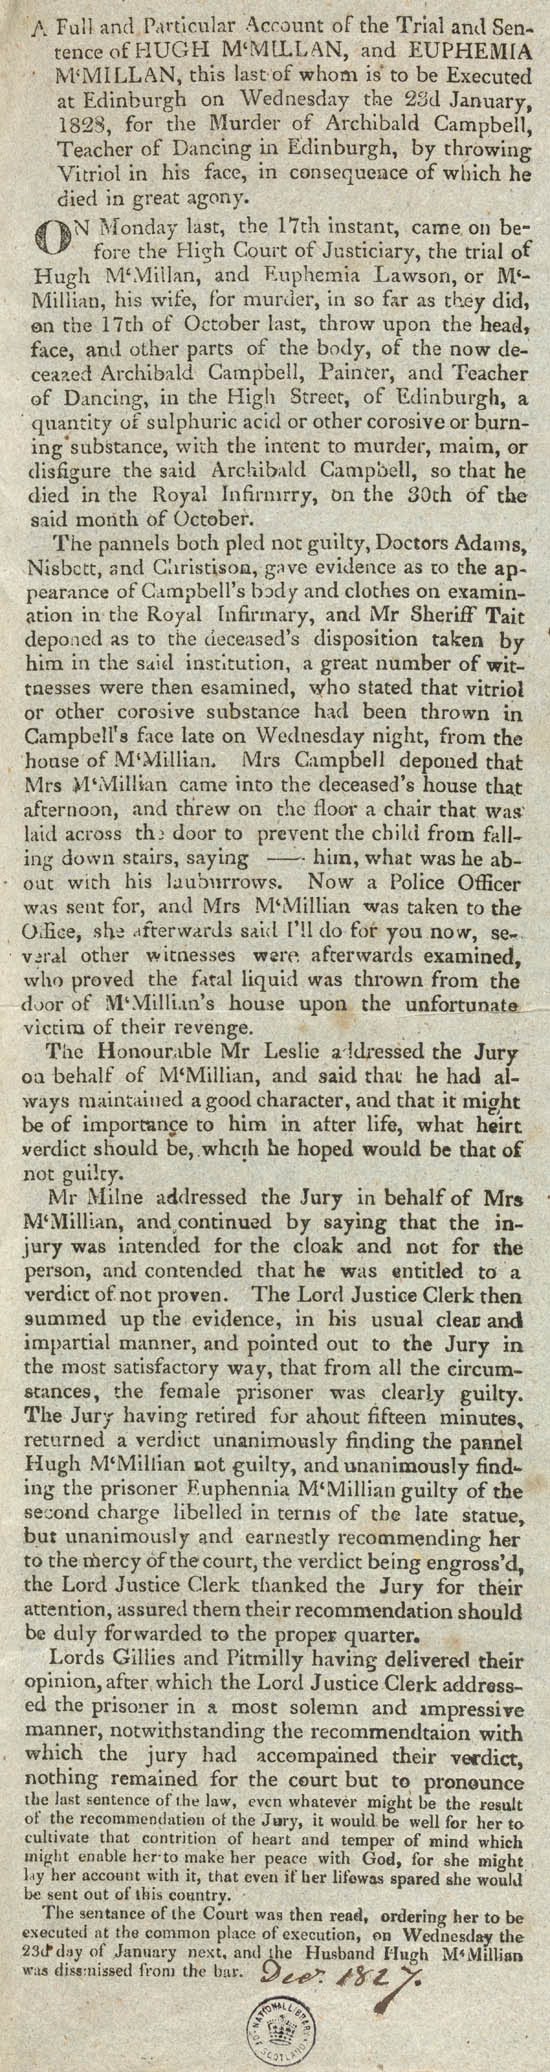 A Full and Particular Account of the Trial and Sen-
tence of HUGH M‘MILLAN, and EUPHEMIA
M‘MILLAN, this last of whom is to be Executed
at Edinburgh on Wednesday the 23d January,
1828, for the Murder of Archibald Campbell,
Teacher of Dancing in Edinburgh, by throwing
Vitriol in his face, in consequence of which he
died in great agony.
ON Monday last, the 17th instant, came on be-
fore the High Court of Justiciary, the trial of
Hugh M‘Millan, and Euphemia Lawson, or M‘-
Millian, his wife, for murder, in so far as they did,
on the 17th of October last, throw upon the head,
face, and other parts of the body, of the now de-
ceazed Archibald Campbell, Painter, and Teacher
of Dancing, in the High Street, of Edinburgh, a
quantity of sulphuric acid or other corosive or burn-
ing substance, with the intent to murder, maim, or
disfigure the said Archibald Campbell, so that he
died in the Royal Infirmrry, on the 30th of the
said month of October.
The pannels both pled not guilty, Doctors Adams,
Nisbett, and Christison, gave evidence as to the ap-
pearance of Campbell's body and clothes on examin-
ation in the Royal Infirmary, and Mr Sheriff Tait
deponed as to the deceased's disposition taken by
him in the said institution, a great number of wit-
tnesses were then esamined, who stated that vitriol
or other corosive substance had been thrown in
Campbell's face late on Wednesday night, from the
house of M‘Millian. Mrs Campbell deponed that
Mrs M‘Millian came into the deceased's house that
afternoon, and threw on the floor a chair that was
laid across the door to prevent the child from fall-
ing down stairs, saying —— him, what was he ab-
out with his lauburrows. Now a Police Officer
was sent for, and Mrs M‘Millian was taken to the
Office, she afterwards said I'll do for you now, se-
veral other witnesses were afterwards examined,
who proved the fatal liquid was thrown from the
door of M‘Millian's house upon the unfortunate
victim of their revenge.
The Honourable Mr Leslie addressed the Jury
on behalf of M‘Millian, and said that he had al-
ways maintained a good character, and that it might
be of importance to him in after life, what heirt
verdict should be, whcih he hoped would be that of
not guilty.
Mr Milne addressed the Jury in behalf of Mrs
M‘Millian, and continued by saying that the in-
jury was intended for the cloak and not for the
person, and contended that he was entitled to a
verdict of not proven. The Lord Justice Clerk then
summed up the evidence, in his usual clear and
impartial manner, and pointed out to the Jury in
the most satisfactory way, that from all the circum-
stances, the female prisoner was clearly guilty.
The Jury having retired for about fifteen minutes,
returned a verdict unanimously finding the pannel
Hugh M‘Millian not guilty, and unanimously find-
ing the prisoner Euphennia M‘Millian guilty of the
second charge libelled in terms of the late statue,
but unanimously and earnestly recommending her
to the mercy of the court, the verdict being engross'd,
the Lord Justice Clerk thanked the Jury for their
attention, assured them their recommendation should
be duly forwarded to the proper quarter.
Lords Gillies and Pitmilly having delivered their
opinion, after which the Lord Justice Clerk address-
ed the prisoner in a most solemn and impressive
manner, notwithstanding the recommendtaion with
which the jury had accompained their verdict,
nothing remained for the court but to pronounce
the last sentence of the law, even whatever might be the result
of the recommendation of the Jury, it would be well for her to
cultivate that contrition of heart and temper of mind which
might enable her to make her peace with God, for she might
lay her account with it, that even if her lifewas spared she would
be sent out of this country.
The sentance of the Court was then read, ordering her to be
executed at the common place of execution, on Wednesday the
23d day of January next, and the Husband Hugh M‘Millian
was dissmissed from the bar. Decr. 1827.
NATIONAL LIBRARY OF SCOTLAND